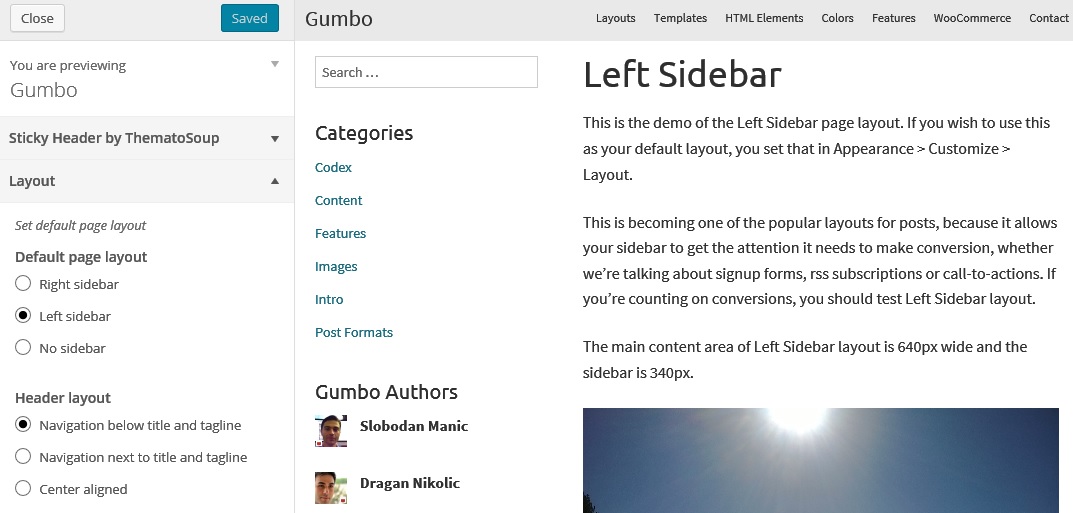 Close
Saved
You are previewing
Gumbo
Sticky Header by ThematoSoup
Layout
Set default page layout
Default page layout
Right sidebar
Left sidebar
No sidebar
Header layout
Navigation below title and tagline
Navigation next to title and tagline
Center aligned
Gumbo
Layouts Templates HTML Elements Colors Features WooCommerce Contact
Search ...
Categories
Codex
Content
Features
Images
Intro
Post Formats
Gumbo Authors
Slobodan Manic
Dragan Nikolic
Left Sidebar
This is the demo of the Left Sidebar page layout. If you wish to use this
as your default layout, you set that in Appearance > Customize >
Layout.
This is becoming one of the popular layouts for posts, because it allows
your sidebar to get the attention it needs to make conversion, whether
we’re talking about signup forms, rss subscriptions or call-to-actions. If
you’re counting on conversions, you should test Left Sidebar layout.
The main content area of Left Sidebar layout is 640px wide and the
sidebar is 340px.